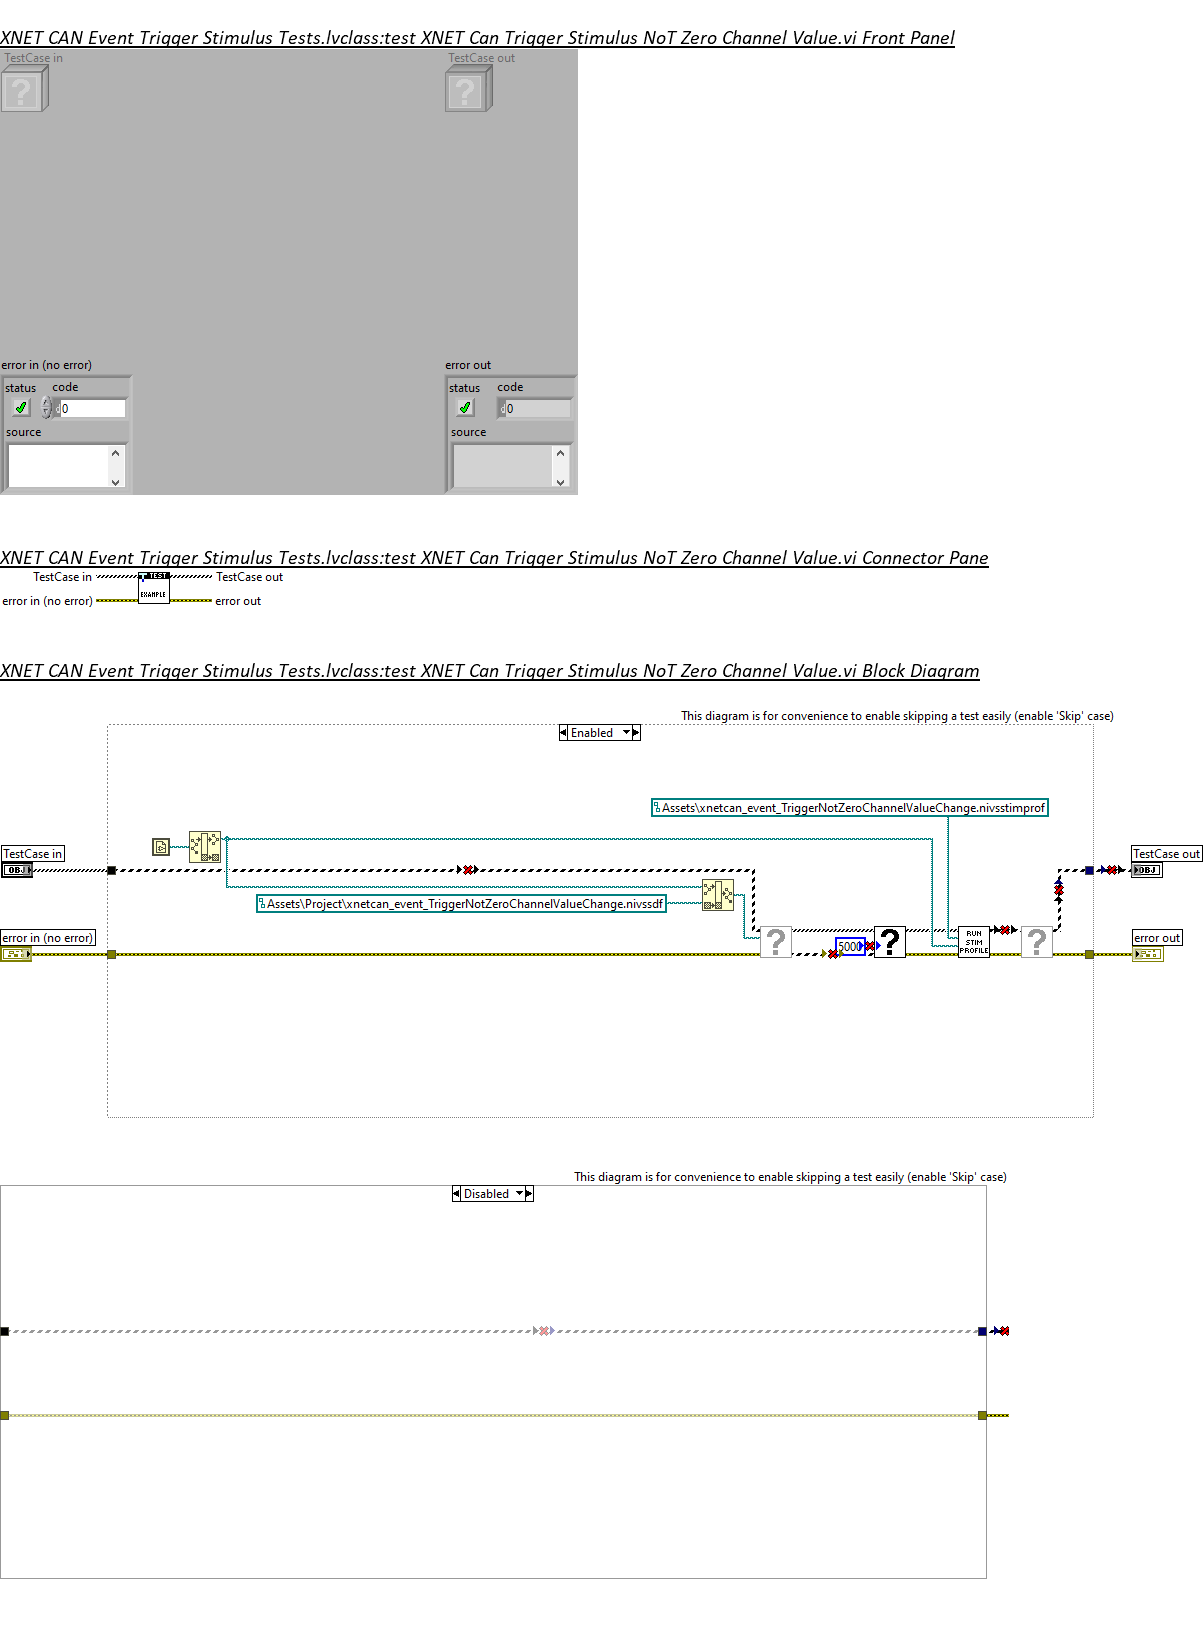 XNET CAN Event Trigger Stimulus Tests.lvclass:test XNET Can Trigger Stimulus NoT Zero Channel Value.vi Front Panel
TestCase in
TestCase out
?
?
error in (no error)
error out
status
code
status
code
d0
d0
source
source
XNET CAN Event Trigger Stimulus Tests.lvclass:test XNET Can Trigger Stimulus NoT Zero Channel Value.vi Connector Pane
TestCase in
TEST
TestCase out
error in (no error)
EXAMPLE
error out
XNET CAN Event Trigger Stimulus Tests.lvclass:test XNET Can Trigger Stimulus NoT Zero Channel Value.vi Block Diagram
This diagram is for convenience to enable skipping a test easily (enable 'Skip' case)
Enabled
Assets\xnetcan_event_TriggerNotZeroChannelValueChange.nivsstimprof
TestCase in
TestCase out
OBJ
OBJ
Assets\Project\xnetcan_event_TriggerNotZeroChannelValueChange.nivssdf
error in (no error)
error out
?
5000
?
RUN
STIM
PROFILE
?
This diagram is for convenience to enable skipping a test easily (enable 'Skip' case)
Disabled